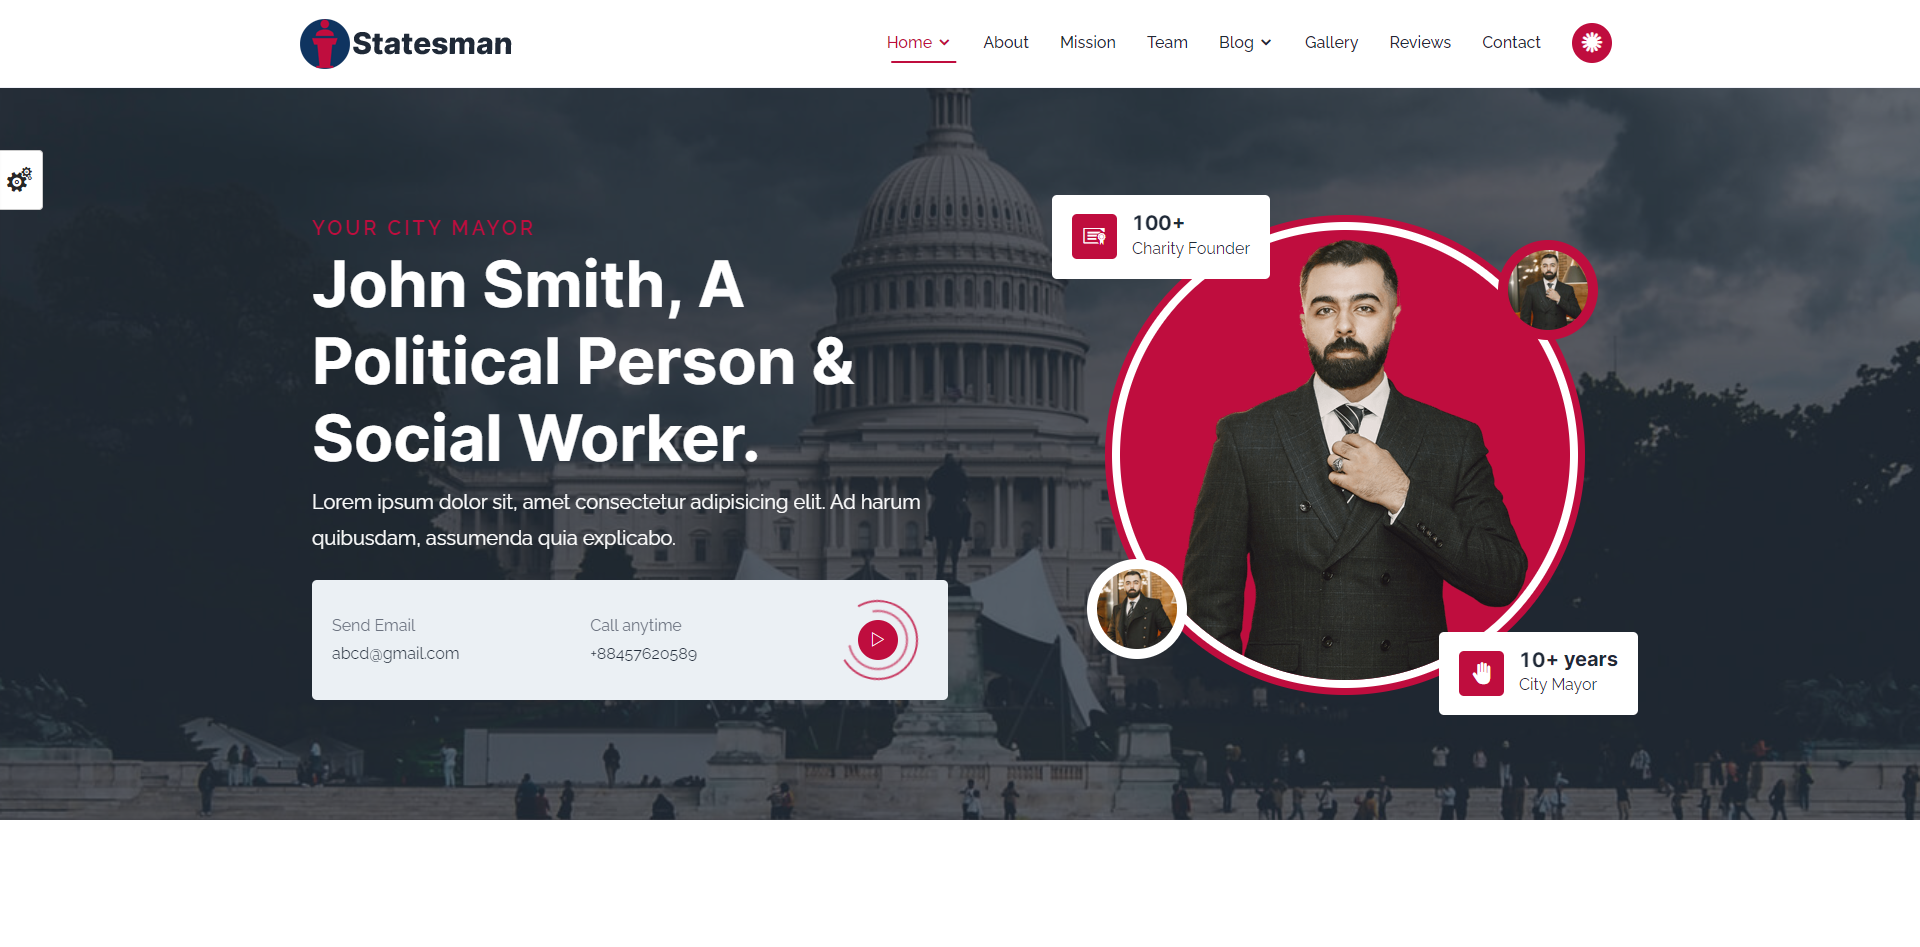 Statesman
Home
About
Mission
Team
Blog
Gallery
Reviews
Contact
YOUR CITY MAYOR
John Smith, A
Political Person &
Social Worker.
Lorem ipsum dolor sit, amet consectetur adipisicing elit. Ad harum
quibusdam, assumenda quia explicabo.
Send Email
abcd@gmail.com
Call anytime
+88457620589
100+
Charity Founder
10+ years
City Mayor